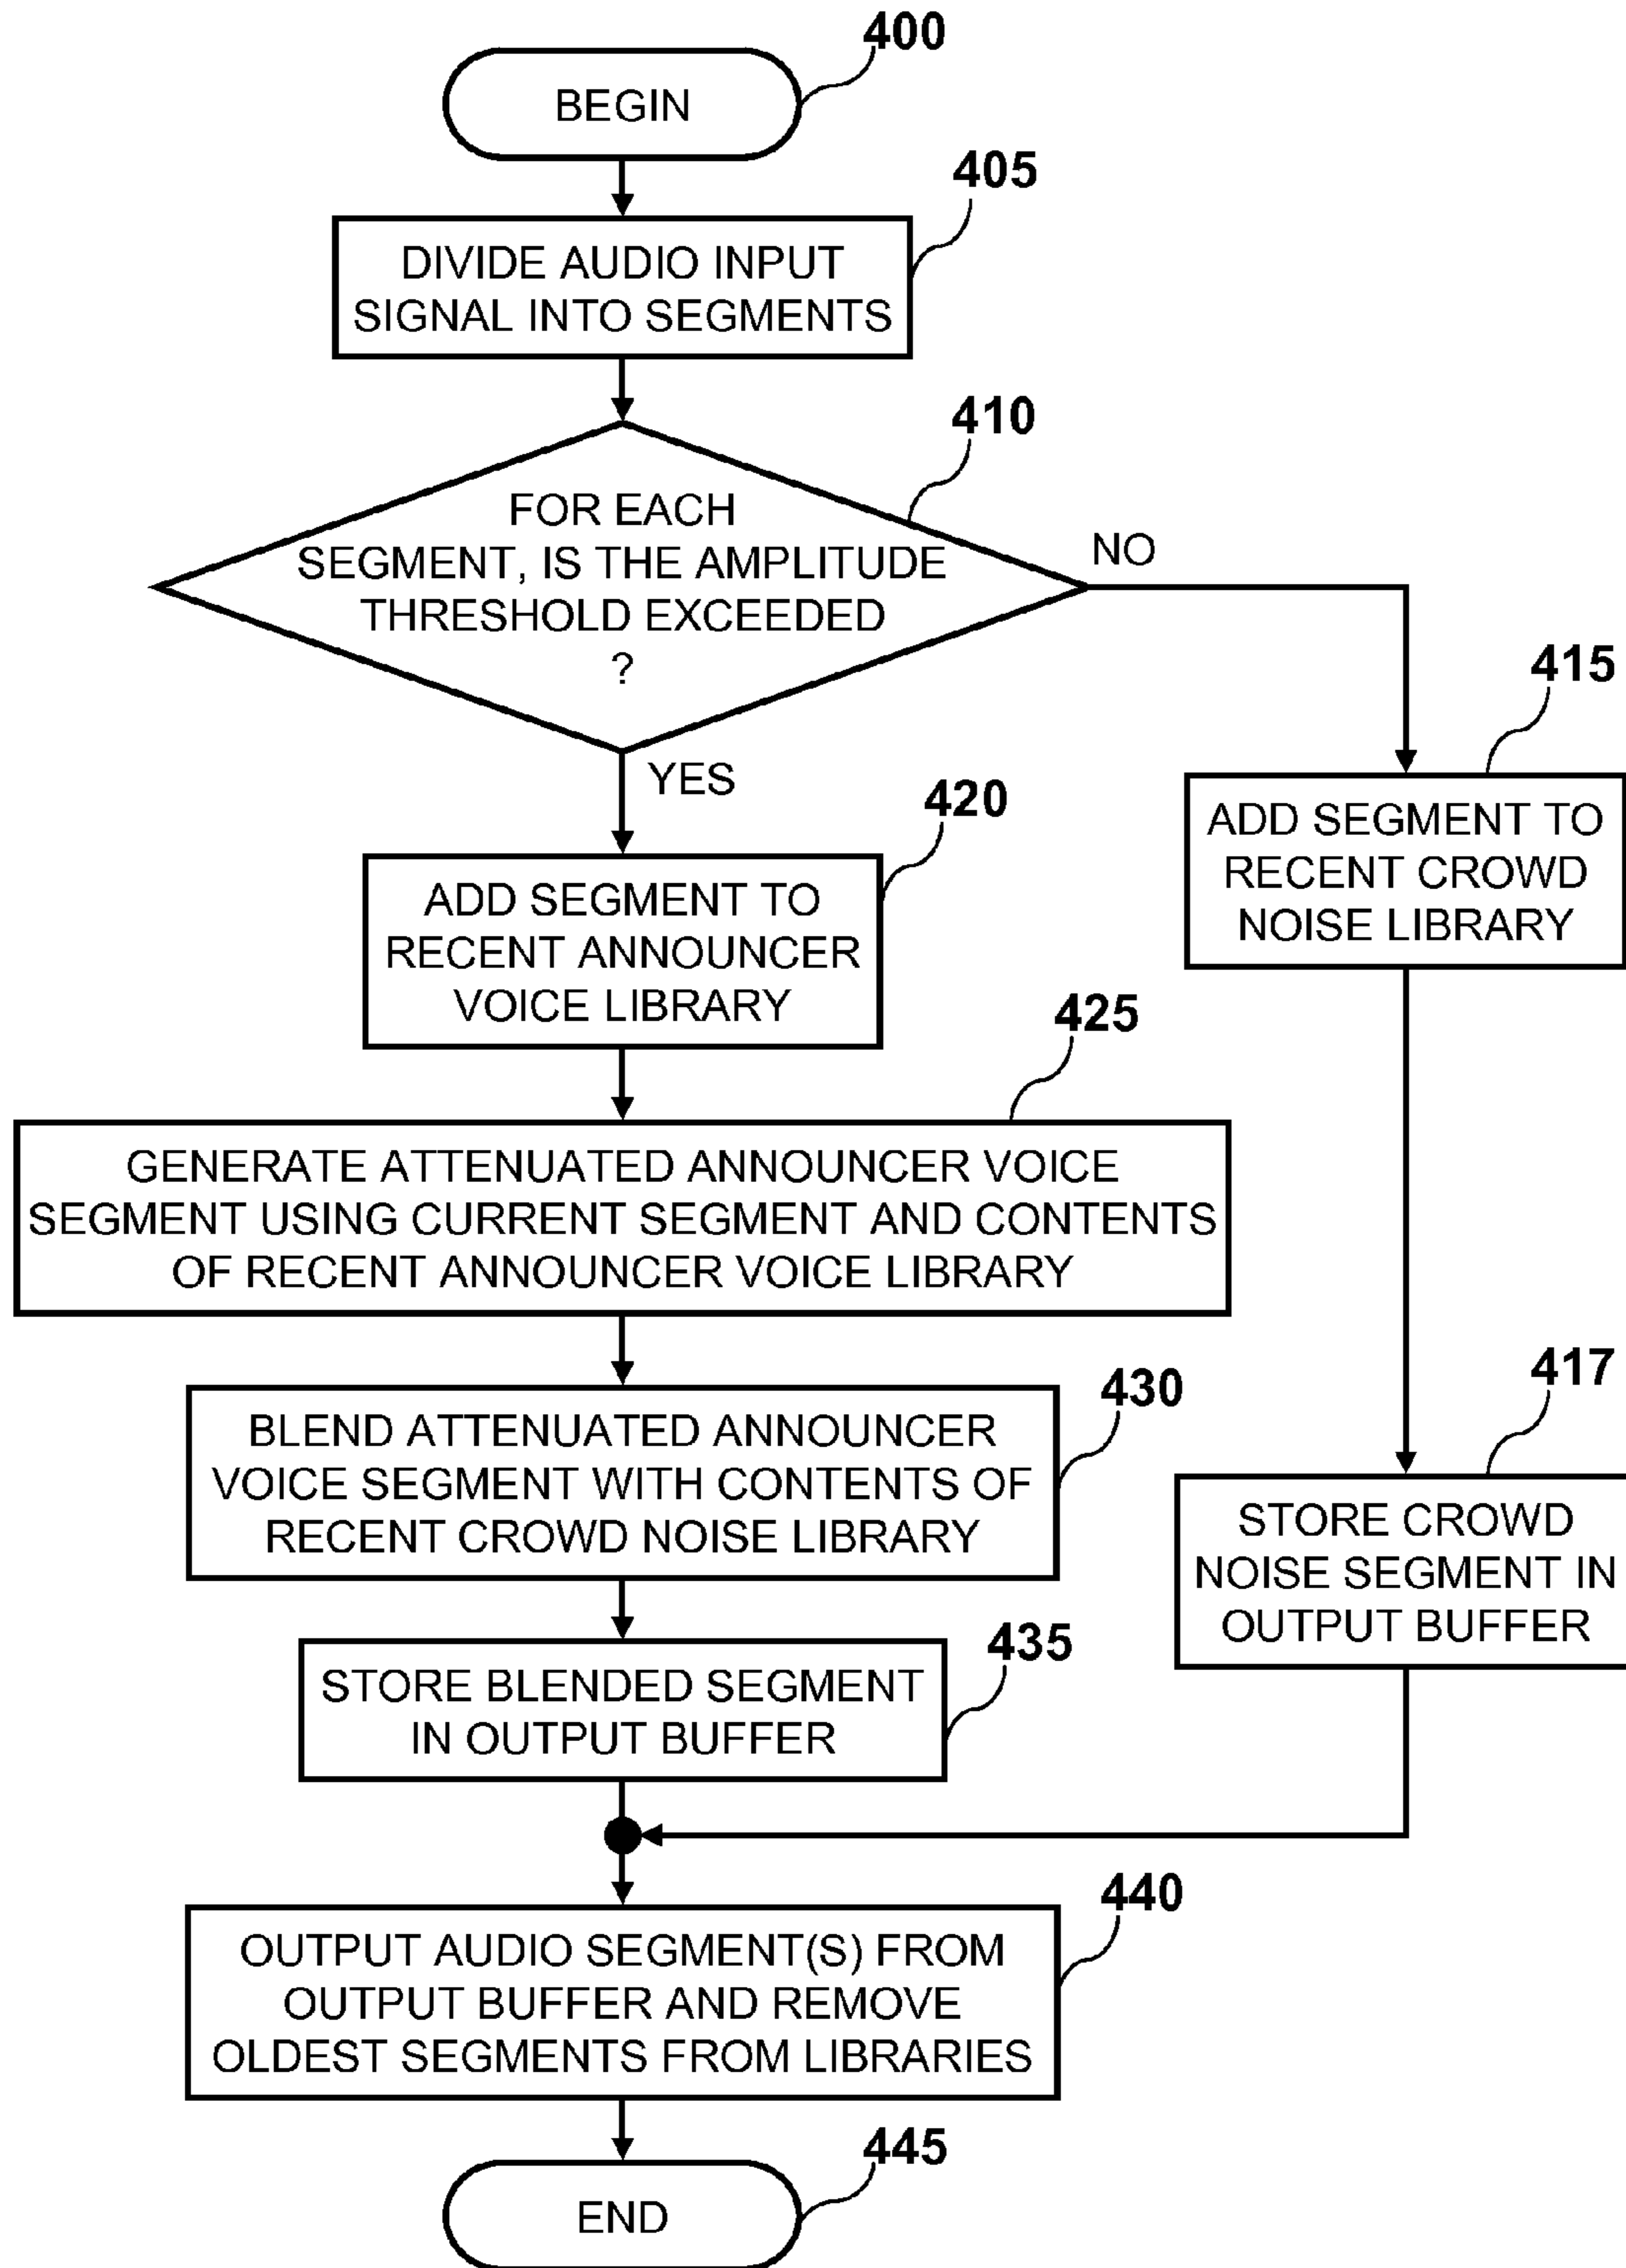 400
BEGIN
405
DIVIDE AUDIO INPUT
SIGNAL INTO SEGMENTS
410
FOR EACH
SEGMENT, IS THE AMPLITUDE
THRESHOLD EXCEEDED
?
NO
YES
415
ADD SEGMENT TO
RECENT CROWD
NOISE LIBRARY
420
ADD SEGMENT TO
RECENT ANNOUNCER
VOICE LIBRARY
425
GENERATE ATTENUATED ANNOUNCER VOICE
SEGMENT USING CURRENT SEGMENT AND CONTENTS
OF RECENT ANNOUNCER VOICE LIBRARY
417
STORE CROWD
NOISE SEGMENT IN
OUTPUT BUFFER
430
BLEND ATTENUATED ANNOUNCER
VOICE SEGMENT WITH CONTENTS OF
RECENT CROWD NOISE LIBRARY
435
STORE BLENDED SEGMENT
IN OUTPUT BUFFER
440
OUTPUT AUDIO SEGMENT(S) FROM
OUTPUT BUFFER AND REMOVE
OLDEST SEGMENTS FROM LIBRARIES
445
END